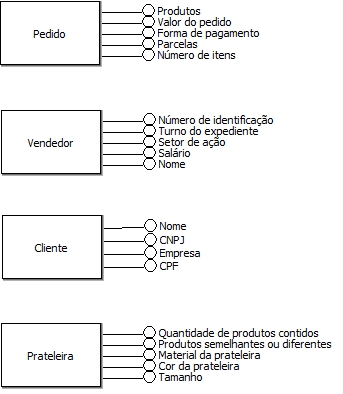 Pedido
Produtos
Valor do pedido
Forma de pagamento
Parcelas
Número de itens
Vendedor
Número de identificação
Turno do expediente
Setor de ação
Salário
Nome
Cliente
Nome
CNPJ
Empresa
CPF
Prateleira
Quantidade de produtos contidos
Produtos semelhantes ou diferentes
Material da prateleira
Cor da prateleira
Tamanho